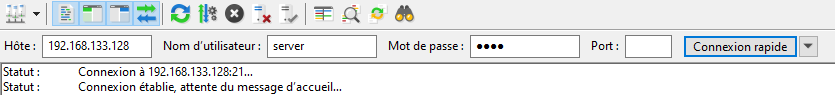 Hôte : 192.168.133.128 Nom d'utilisateur : server Mot de passe : ●●●● Port : Connexion rapide
Statut : Connexion à 192.168.133.128:21...
Statut : Connexion établie, attente du message d'accueil...